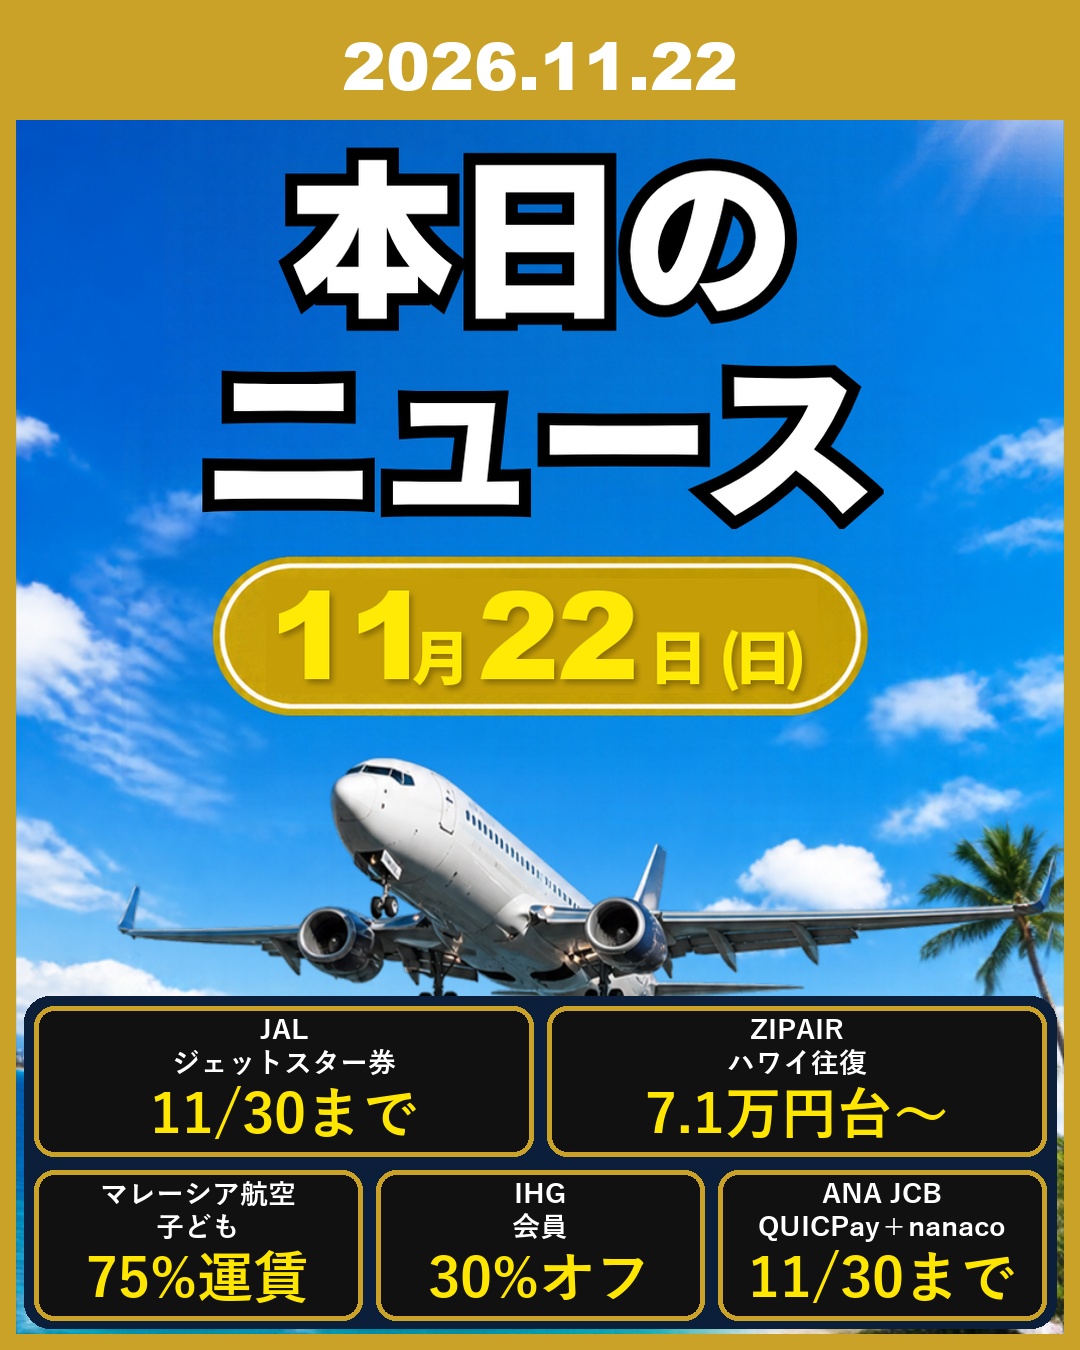 2026.11.22
本日の
ニュース
11月22日(日)
JAL
ジェットスター券
11/30まで
ZIPAIR
ハワイ往復
7.1万円台～
マレーシア航空
子ども
75%運賃
IHG
会員
30%オフ
ANA JCB
QUICPay＋nanaco
11/30まで